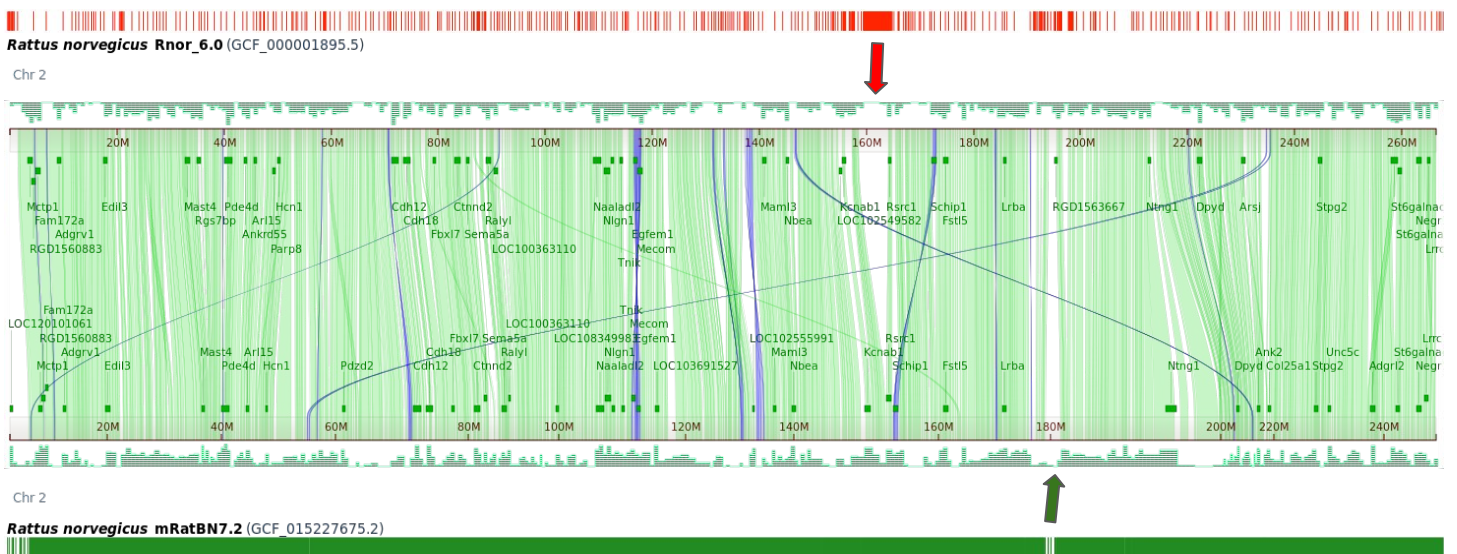 Rattus norvegicus Rnor_6.0 (GCF_000001895.5)
Chr 2
20M 40M 60M 80M 100M 120M 140M 160M 180M 200M 220M 240M 260M
Mctp1 Edil3 Mast4 Pde4d Hcn1 Cdh12 Ctnnd2 Naaladl2 Maml3 Kcnab1 Rsrc1 Schip1 Lrba RGD1563667 Ntng1 Dpyd Arsj Stpg2 St6galnac
Fam172a Rgs7bp Arl15 Cdh18 Ralyl Nlgn1 Nbea LOC102549582 Fstl5 Negr
Adgrv1 Ankrd55 Fbxl7 Sema5a Egfem1 St6galna
RGD1560883 Parp8 LOC100363110 Mecom Lrrc
Tnik
Fam172a Tnik
LOC120101061 LOC100363110 Mecom
RGD1560883 Fbxl7 Sema5a LOC108349983 Egfem1 LOC102555991 Rsrc1 Lrrc
Adgrv1 Mast4 Arl15 Cdh18 Ralyl Nlgn1 Maml3 Kcnab1 Ank2 Unc5c St6galna
Mctp1 Edil3 Pde4d Hcn1 Pdzd2 Cdh12 Ctnnd2 Naaladl2 LOC103691527 Nbea Schip1 Fstl5 Lrba Ntng1 Dpyd Col25a1 Stpg2 Adgrl2 Negr
20M 40M 60M 80M 100M 120M 140M 160M 180M 200M 220M 240M
Chr 2
Rattus norvegicus mRatBN7.2 (GCF_015227675.2)